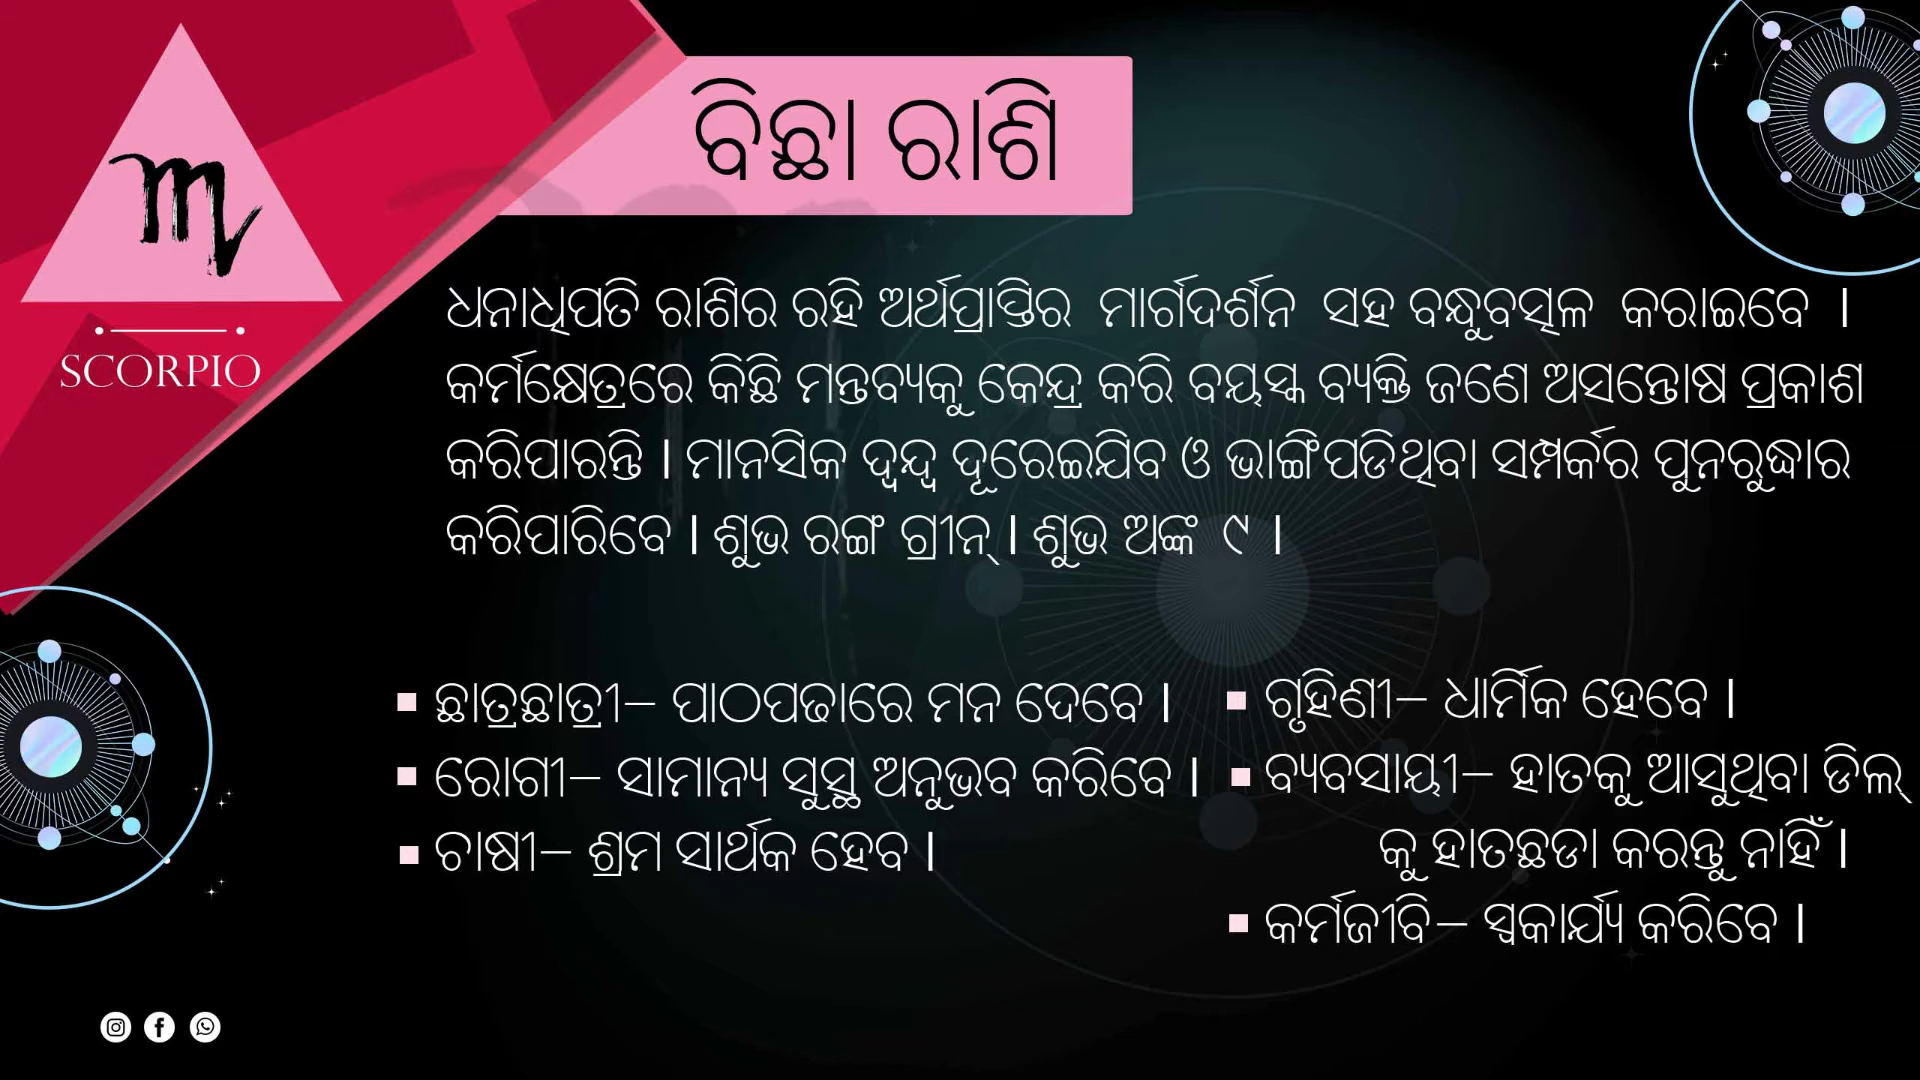 ବିଛା ରାଶି
SCORPIO
ଧନାଧିପତି ରାଶିର ରହି ଅର୍ଥପ୍ରାପ୍ତିର ମାର୍ଗଦର୍ଶନ ସହ ବନ୍ଧୁବତ୍ସଳ କରାଇବେ ।
କର୍ମକ୍ଷେତ୍ରରେ କିଛି ମନ୍ତବ୍ୟକୁ କେନ୍ଦ୍ର କରି ବୟସ୍କ ବ୍ୟକ୍ତି ଜଣେ ଅସନ୍ତୋଷ ପ୍ରକାଶ
କରିପାରନ୍ତି । ମାନସିକ ଦ୍ୱନ୍ଦ୍ୱ ଦୂରେଇଯିବ ଓ ଭାଙ୍ଗିପଡିଥିବା ସମ୍ପର୍କର ପୁନରୁଦ୍ଧାର
କରିପାରିବେ । ଶୁଭ ରଙ୍ଗ ଗ୍ରୀନ୍ । ଶୁଭ ଅଙ୍କ ୯ ।
ଛାତ୍ରଛାତ୍ରୀ– ପାଠପଢାରେ ମନ ଦେବେ ।
ରୋଗୀ– ସାମାନ୍ୟ ସୁସ୍ଥ ଅନୁଭବ କରିବେ ।
ଚାଷୀ– ଶ୍ରମ ସାର୍ଥକ ହେବ ।
ଗୃହିଣୀ– ଧାର୍ମିକ ହେବେ ।
ବ୍ୟବସାୟୀ– ହାତକୁ ଆସୁଥିବା ଡିଲ୍
କୁ ହାତଛଡା କରନ୍ତୁ ନାହିଁ ।
କର୍ମଜୀବି– ସ୍ୱକାର୍ଯ୍ୟ କରିବେ ।